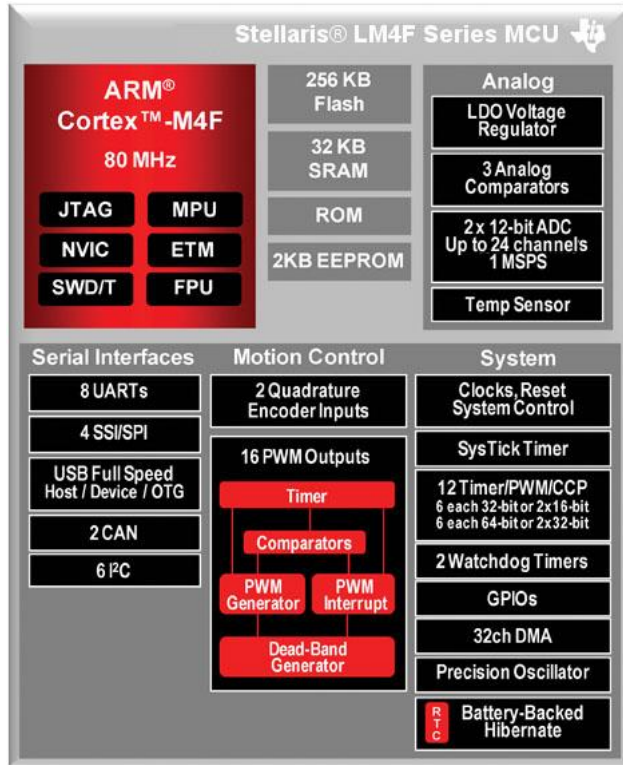 Stellaris® LM4F Series MCU
ARM®
Cortex™-M4F
80 MHz
JTAG
MPU
NVIC
ETM
SWD/T
FPU
256 KB
Flash
32 KB
SRAM
ROM
2KB EEPROM
Analog
LDO Voltage
Regulator
3 Analog
Comparators
2 x 12-bit ADC
Up to 24 channels
1 MSPS
Temp Sensor
Serial Interfaces
8 UARTs
4 SSI/SPI
USB Full Speed
Host / Device / OTG
2 CAN
6 I²C
Motion Control
2 Quadrature
Encoder Inputs
16 PWM Outputs
Timer
Comparators
PWM
Generator
PWM
Interrupt
Dead-Band
Generator
System
Clocks, Reset
System Control
SysTick Timer
12 Timer/PWM/CCP
6 each 32-bit or 2x16-bit
6 each 64-bit or 2x32-bit
2 Watchdog Timers
GPIOs
32ch DMA
Precision Oscillator
RTC
Battery-Backed
Hibernate